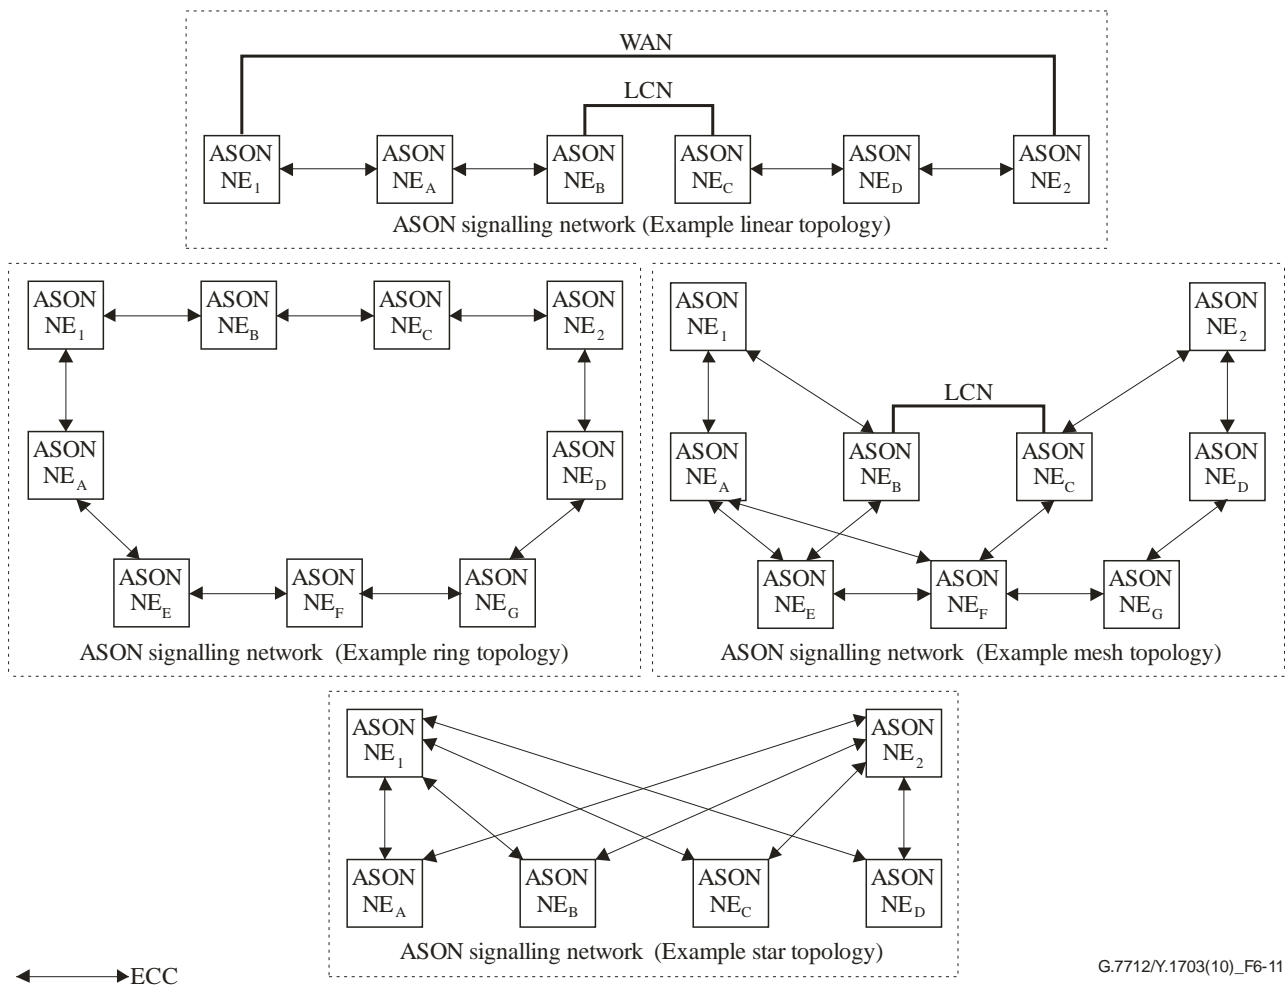 WAN
LCN
ASON NE1
ASON NEA
ASON NEB
ASON NEC
ASON NED
ASON NE2
ASON signalling network (Example linear topology)
ASON NE1
ASON NEB
ASON NEC
ASON NE2
ASON NEA
ASON NED
ASON NEE
ASON NEF
ASON NEG
ASON signalling network (Example ring topology)
ASON NE1
ASON NE2
LCN
ASON NEA
ASON NEB
ASON NEC
ASON NED
ASON NEE
ASON NEF
ASON NEG
ASON signalling network (Example mesh topology)
ASON NE1
ASON NE2
ASON NEA
ASON NEB
ASON NEC
ASON NED
ASON signalling network (Example star topology)
ECC
G.7712/Y.1703(10)_F6-11